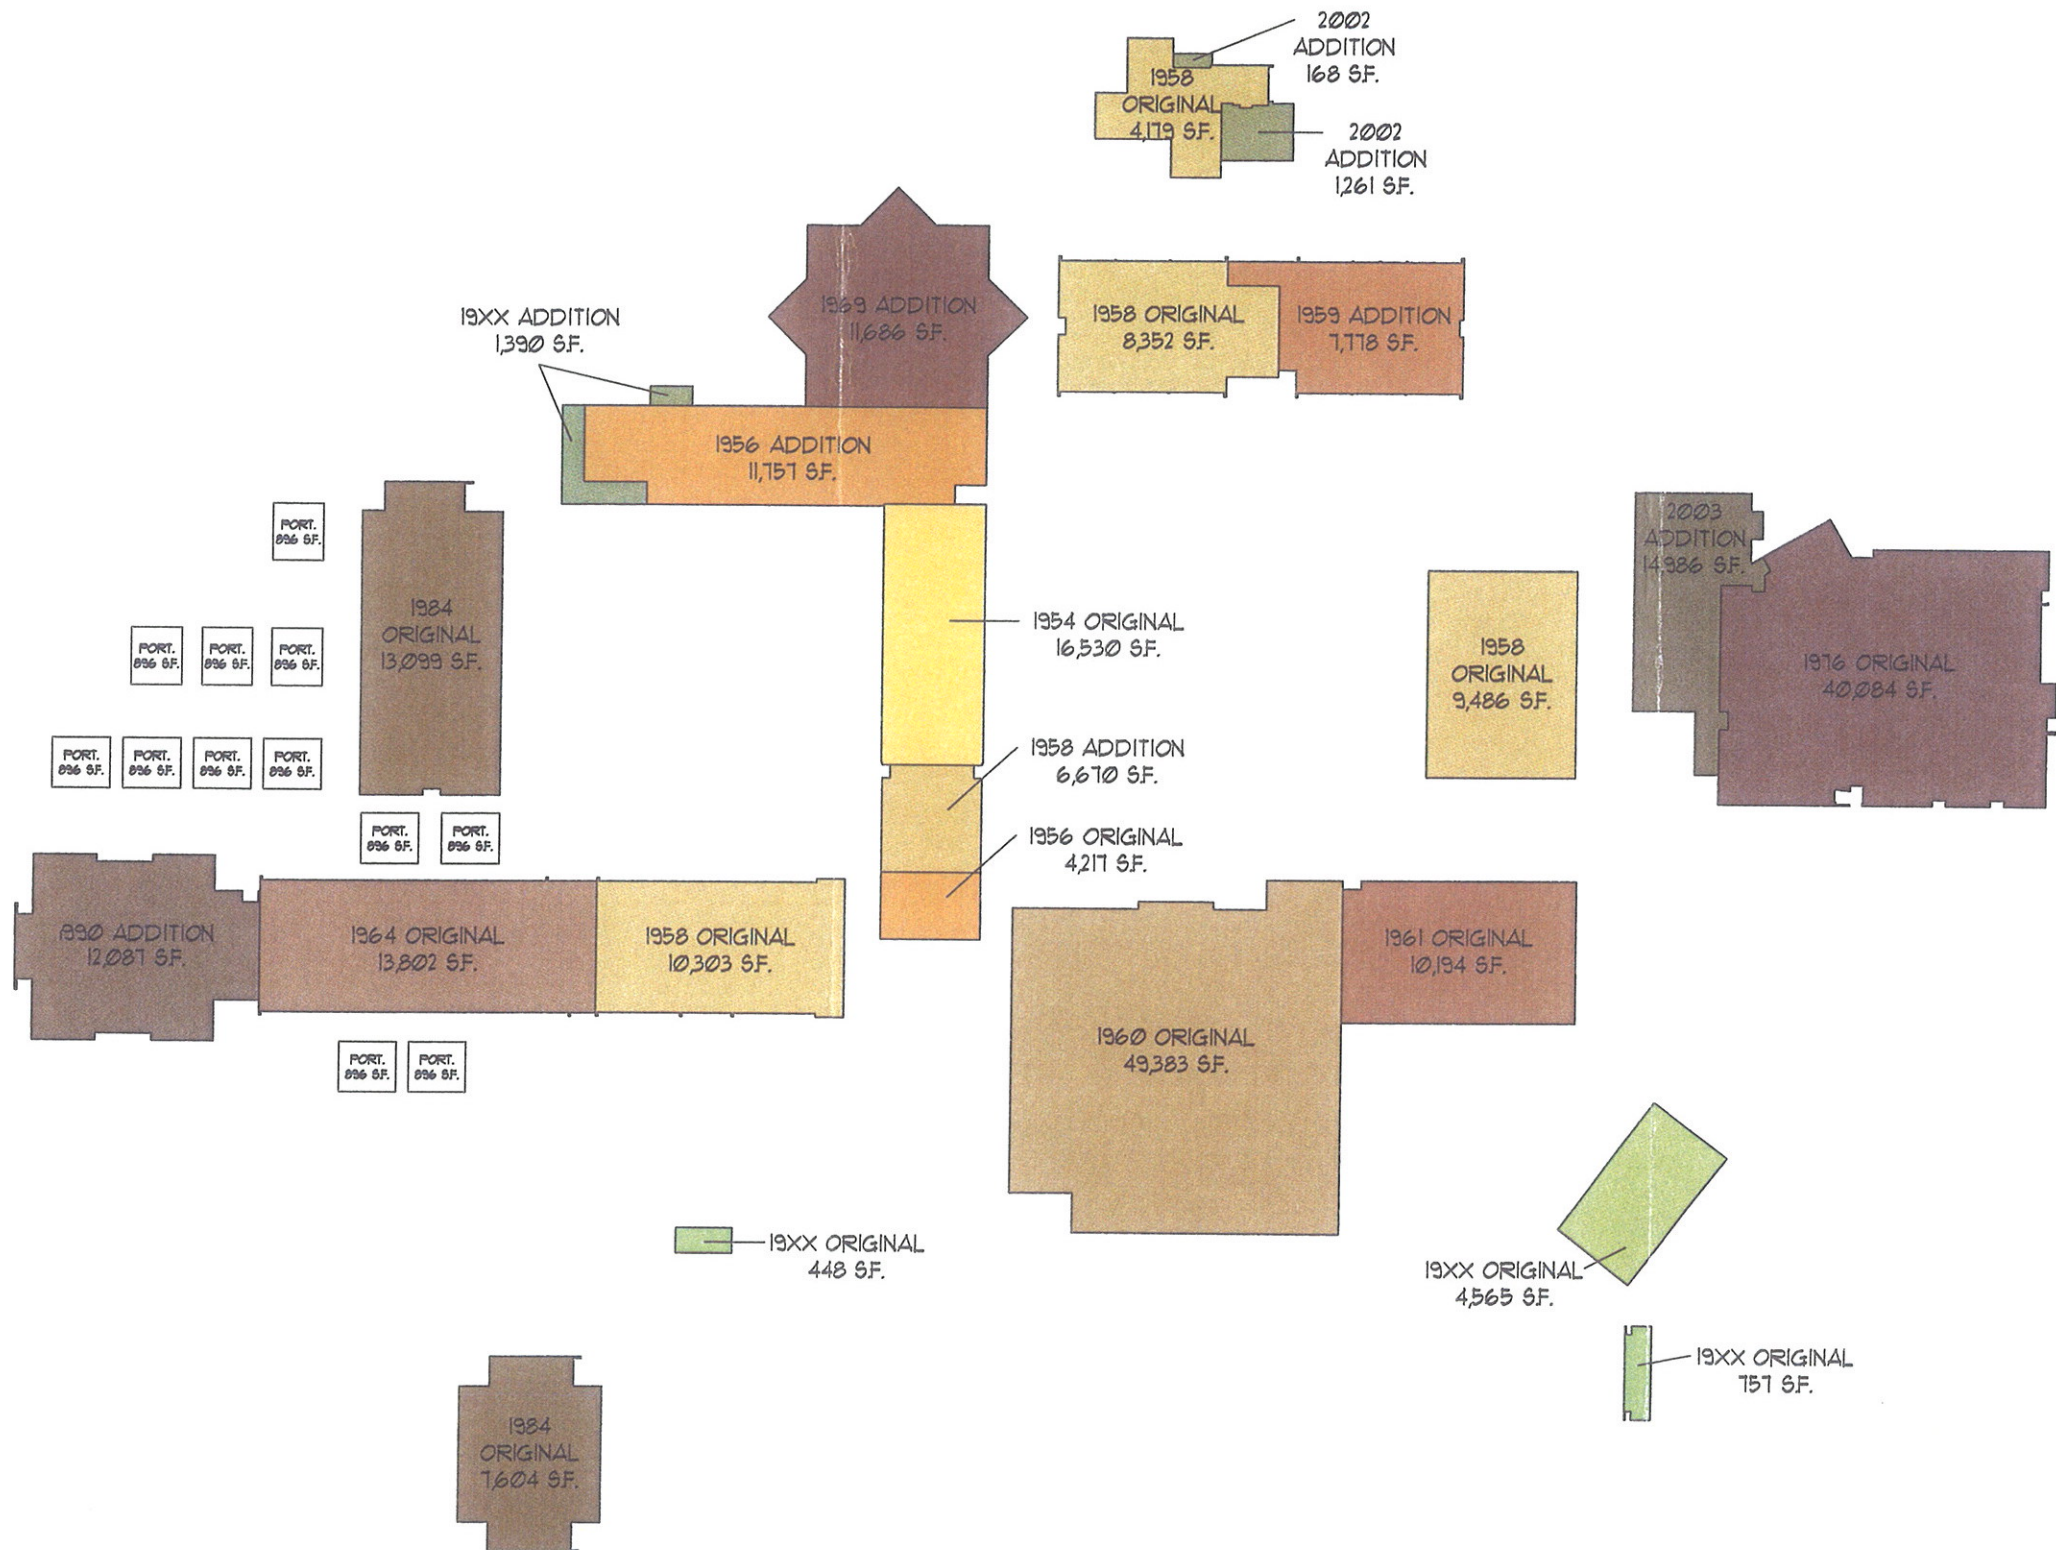 2002
ADDITION
168 S.F.
1958
ORIGINAL
4,179 S.F.
2002
ADDITION
1,261 S.F.
1969 ADDITION
11,686 S.F.
19XX ADDITION
1,390 S.F.
1958 ORIGINAL
8,352 S.F.
1959 ADDITION
7,778 S.F.
1956 ADDITION
11,757 S.F.
PORT.
896 S.F.
2003
ADDITION
14,986 S.F.
1984
ORIGINAL
13,099 S.F.
1954 ORIGINAL
16,530 S.F.
PORT.
896 S.F.
PORT.
896 S.F.
PORT.
896 S.F.
1958
ORIGINAL
9,486 S.F.
1976 ORIGINAL
40,084 S.F.
1958 ADDITION
6,670 S.F.
PORT.
896 S.F.
PORT.
896 S.F.
PORT.
896 S.F.
PORT.
896 S.F.
PORT.
896 S.F.
PORT.
896 S.F.
1956 ORIGINAL
4,217 S.F.
1990 ADDITION
12,087 S.F.
1964 ORIGINAL
13,802 S.F.
1958 ORIGINAL
10,303 S.F.
1961 ORIGINAL
10,194 S.F.
1960 ORIGINAL
49,383 S.F.
PORT.
896 S.F.
PORT.
896 S.F.
19XX ORIGINAL
448 S.F.
19XX ORIGINAL
4,565 S.F.
19XX ORIGINAL
757 S.F.
1984
ORIGINAL
7,604 S.F.